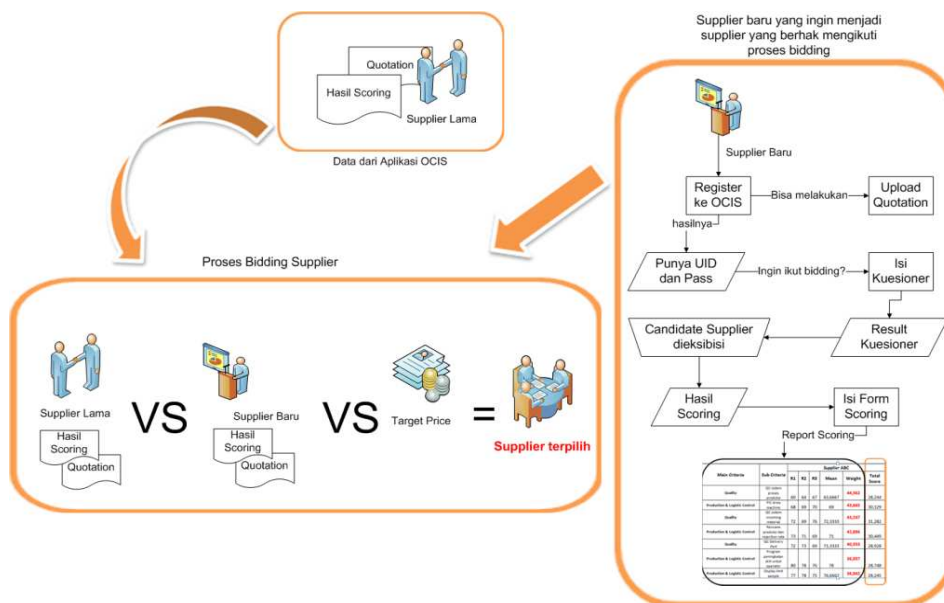 Supplier baru yang ingin menjadi
supplier yang berhak mengikuti
proses bidding
Quotation
Hasil Scoring
Supplier Lama
Data dari Aplikasi OCIS
Supplier Baru
Register
ke OCIS
Bisa melakukan
Upload
Quotation
hasilnya
Punya UID
dan Pass
Ingin ikut bidding?
Isi
Kuesioner
Candidate Supplier
dieksibisi
Result
Kuesioner
Hasil
Scoring
Isi Form
Scoring
Report Scoring
Proses Bidding Supplier
Supplier Lama
VS
Supplier Baru
VS
Target Price
=
Supplier terpilih
Hasil
Scoring
Quotation
Hasil
Scoring
Quotation
Supplier ABC
Main Criteria
Sub Criteria
R1
R2
R3
Mean
Weight
Total
Score
Quality
Production & Logistic Control
Quality
Production & Logistic Control
Quality
Production & Logistic Control
Production & Logistic Control